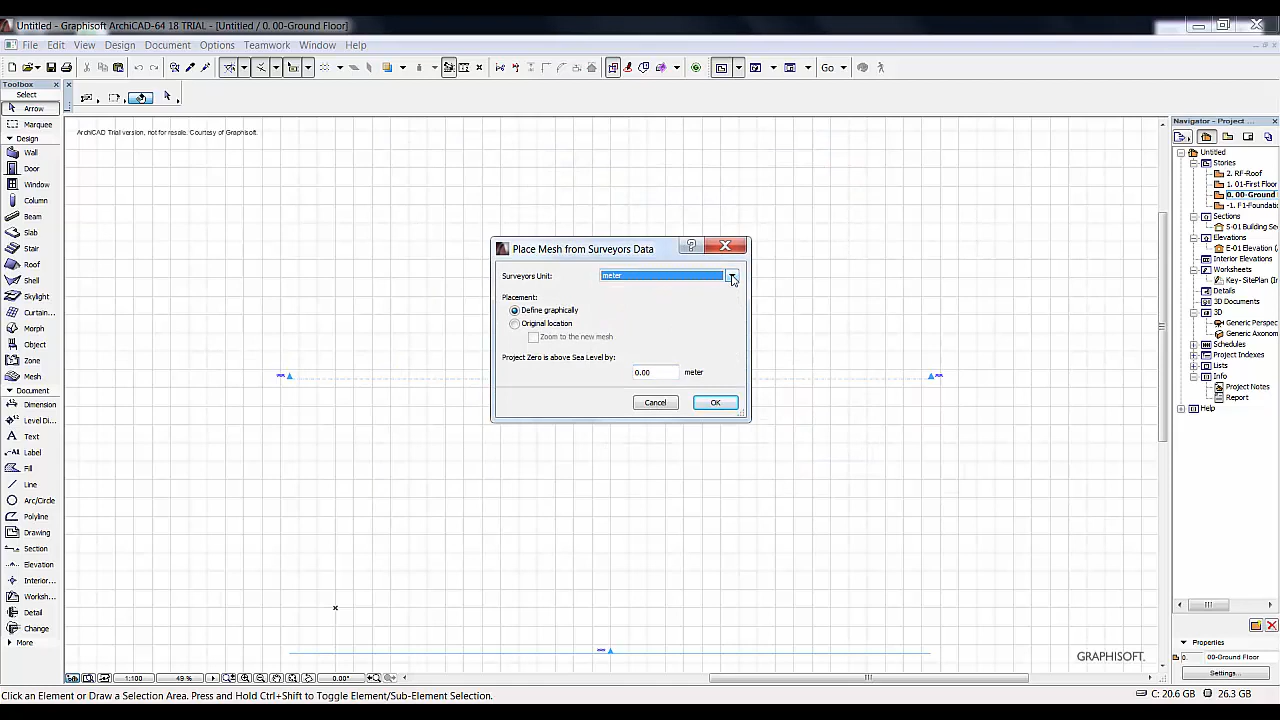 Untitled - Graphisoft ArchiCAD-64 18 TRIAL - [Untitled / 0. 00-Ground Floor]
File Edit View Design Document Options Teamwork Window Help
Go
Toolbox
Select
Arrow
Marquee
Design
Wall
Door
Window
Column
Beam
Slab
Stair
Roof
Shell
Skylight
Curtain...
Morph
Object
Zone
Mesh
Document
Dimension
Level Di...
Text
Label
Fill
Line
Arc/Circle
Polyline
Drawing
Section
Elevation
Interior...
Worksh...
Detail
Change
More
ArchiCAD Trial version, not for resale. Courtesy of Graphisoft.
Place Mesh from Surveyors Data
Surveyors Unit: meter
Placement:
Define graphically
Original location
Zoom to the new mesh
Project Zero is above Sea Level by:
0.00 meter
Cancel OK
GRAPHISOFT.
Navigator - Project ...
Untitled
Stories
2. RF-Roof
1. 01-First Floor
0. 00-Ground
-1. F1-Founda
Sections
S-01 Building Se
Elevations
E-01 Elevation (
Interior Elevations
Worksheets
Key- SitePlan (In
Details
3D Documents
3D
Generic Perspec
Generic Axonom
Schedules
Project Indexes
Lists
Info
Project Notes
Report
Help
Properties
0. 00-Ground Floor
Settings...
1:100 49 % 0.00°
Click an Element or Draw a Selection Area. Press and Hold Ctrl+Shift to Toggle Element/Sub-Element Selection.
C: 20.6 GB 26.3 GB